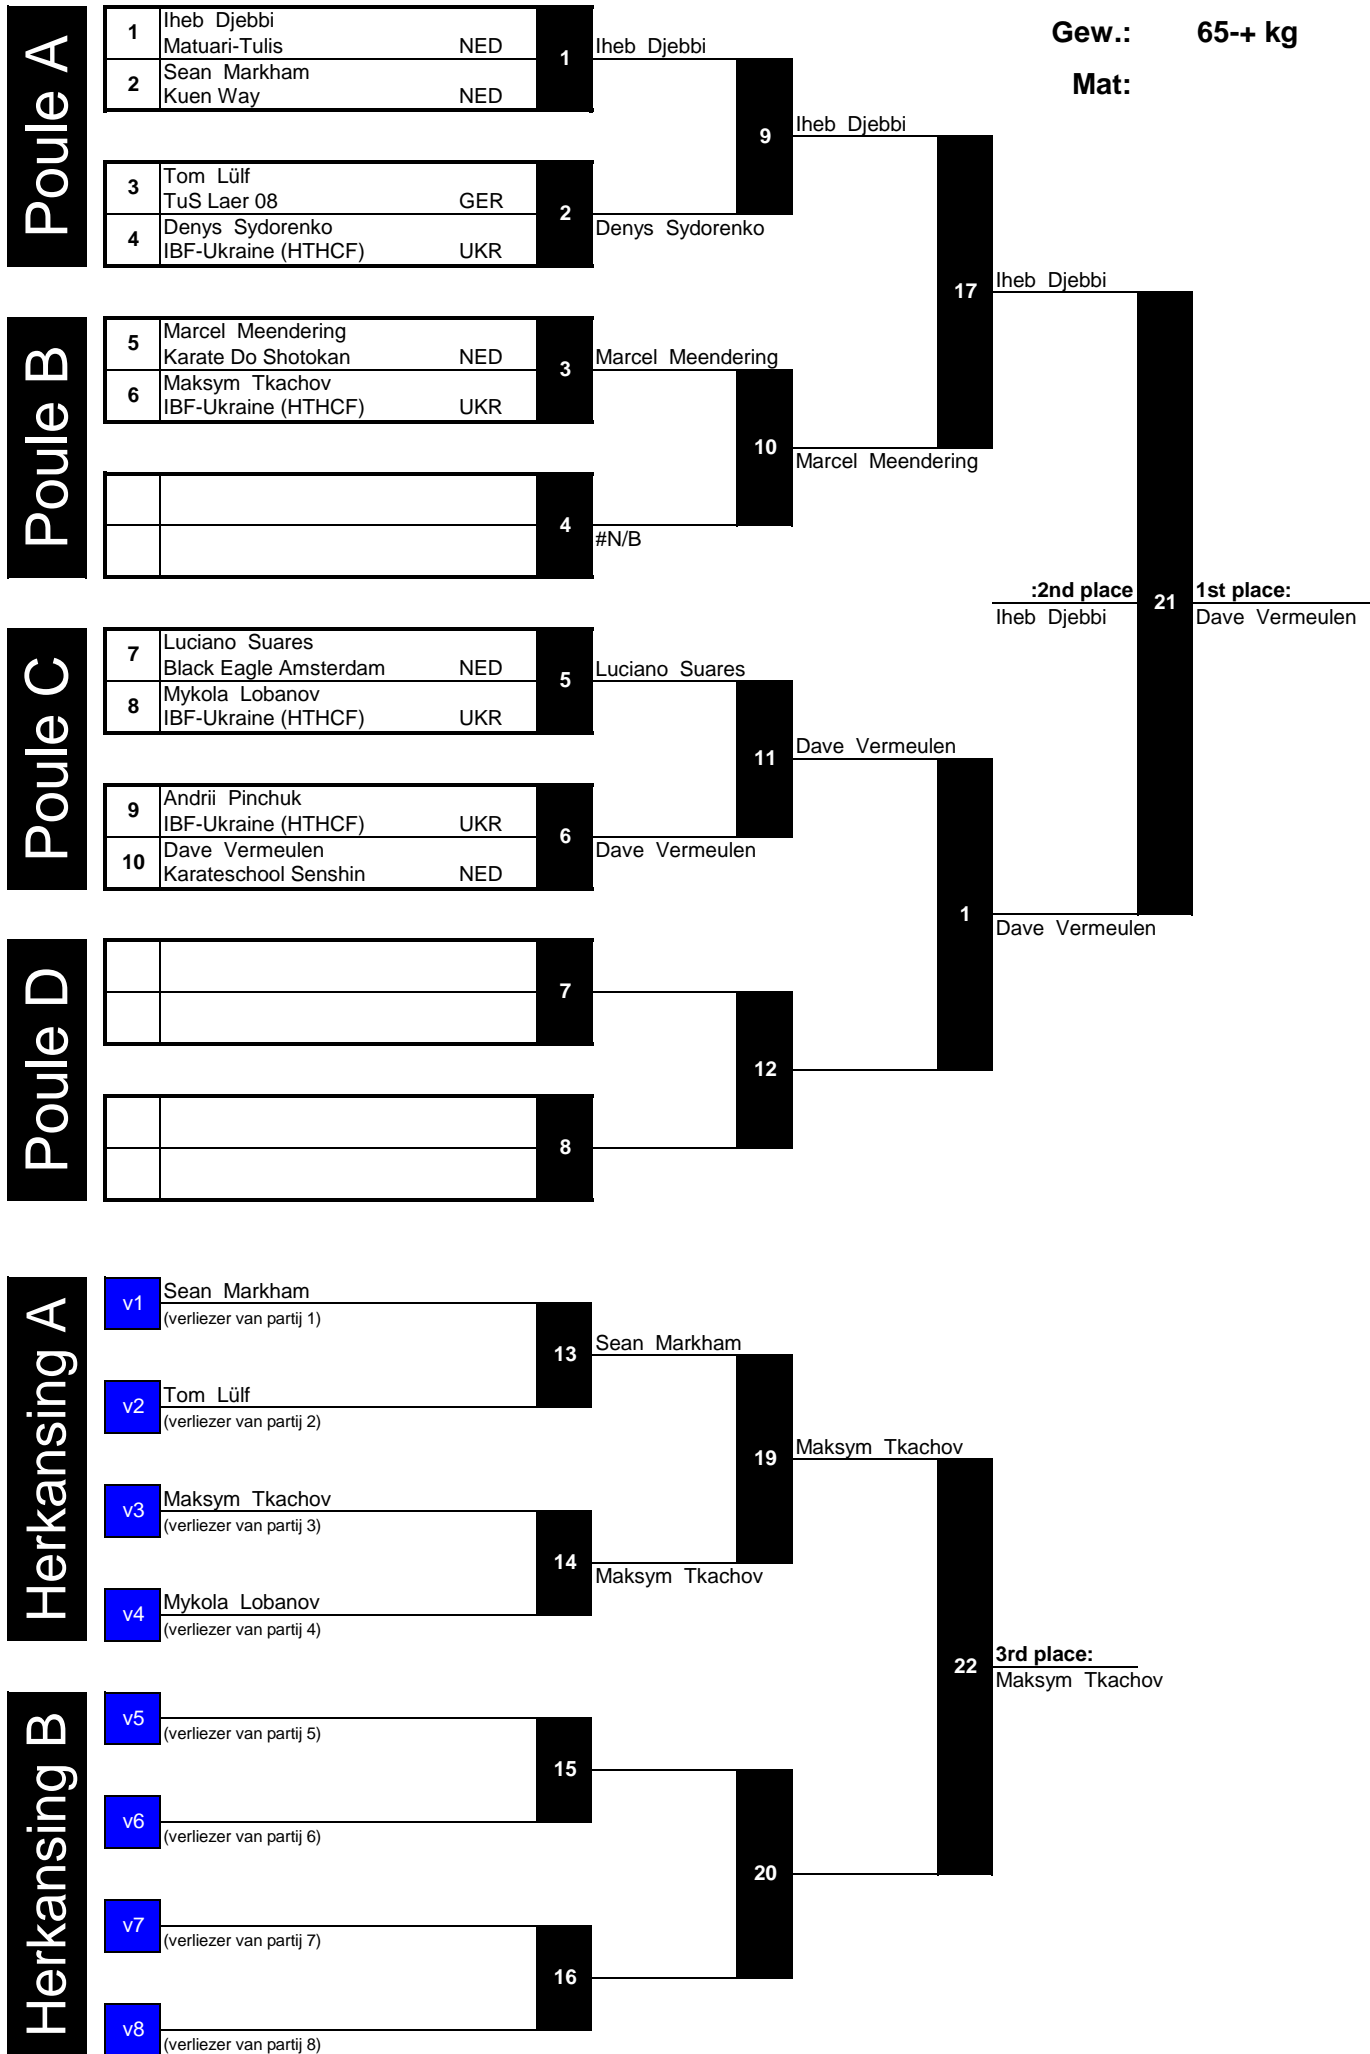 Gew.: 65-+ kg
Mat:
Poule A
1 Iheb Djebbi
Matuari-Tulis NED
2 Sean Markham
Kuen Way NED
1
3 Tom Lülf
TuS Laer 08 GER
4 Denys Sydorenko
IBF-Ukraine (HTHCF) UKR
2
Iheb Djebbi
Denys Sydorenko
9
Iheb Djebbi
Poule B
5 Marcel Meendering
Karate Do Shotokan NED
6 Maksym Tkachov
IBF-Ukraine (HTHCF) UKR
3
4
Marcel Meendering
#N/B
10
Marcel Meendering
17
Iheb Djebbi
Poule C
7 Luciano Suares
Black Eagle Amsterdam NED
8 Mykola Lobanov
IBF-Ukraine (HTHCF) UKR
5
9 Andrii Pinchuk
IBF-Ukraine (HTHCF) UKR
10 Dave Vermeulen
Karateschool Senshin NED
6
Luciano Suares
Dave Vermeulen
11
Dave Vermeulen
Poule D
7
8
12
1
Dave Vermeulen
:2nd place
Iheb Djebbi
21
1st place:
Dave Vermeulen
Herkansing A
v1 Sean Markham
(verliezer van partij 1)
v2 Tom Lülf
(verliezer van partij 2)
13
v3 Maksym Tkachov
(verliezer van partij 3)
v4 Mykola Lobanov
(verliezer van partij 4)
14
Sean Markham
Maksym Tkachov
19
Maksym Tkachov
Herkansing B
v5
(verliezer van partij 5)
v6
(verliezer van partij 6)
15
v7
(verliezer van partij 7)
v8
(verliezer van partij 8)
16
20
22
3rd place:
Maksym Tkachov